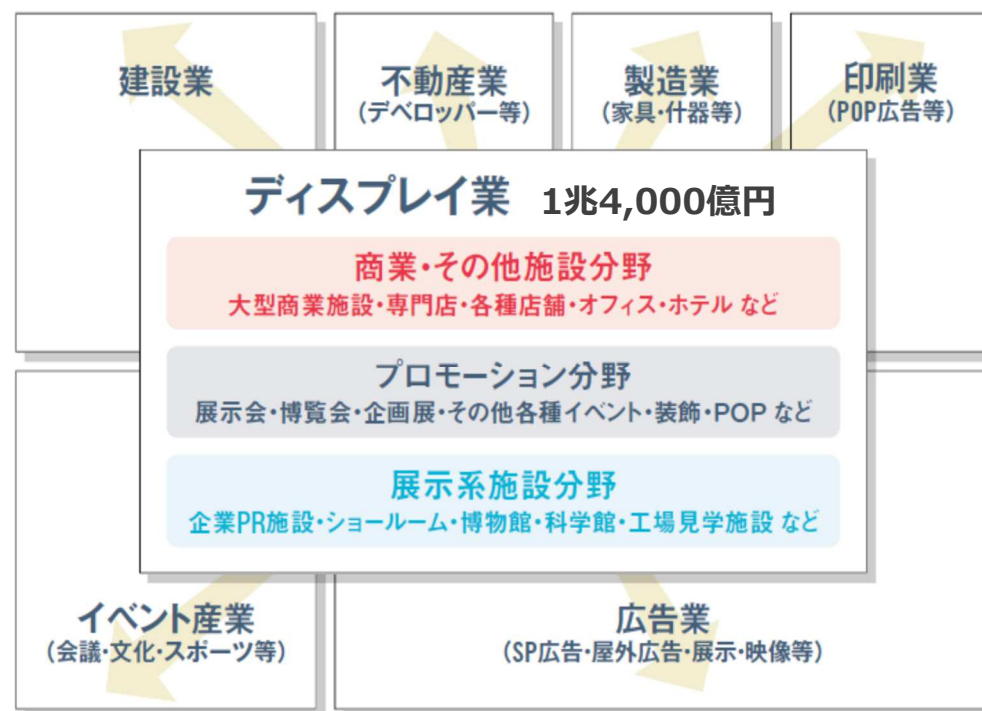 建設業
不動産業
(デベロッパー等)
製造業
(家具・什器等)
印刷業
(POP広告等)
ディスプレイ業 1兆4,000億円
商業・その他施設分野
大型商業施設・専門店・各種店舗・オフィス・ホテル など
プロモーション分野
展示会・博覧会・企画展・その他各種イベント・装飾・POP など
展示系施設分野
企業PR施設・ショールーム・博物館・科学館・工場見学施設 など
イベント産業
(会議・文化・スポーツ等)
広告業
(SP広告・屋外広告・展示・映像等)